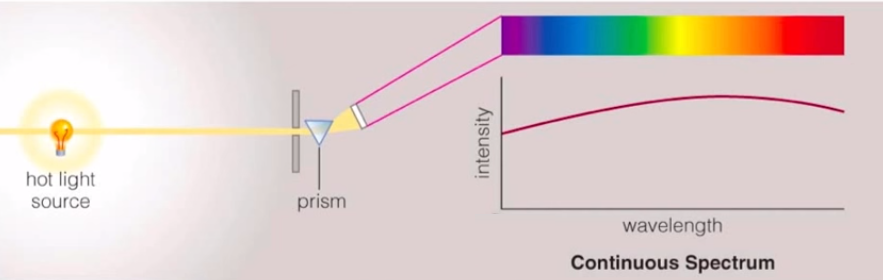 hot light
source
prism
intensity
wavelength
Continuous Spectrum